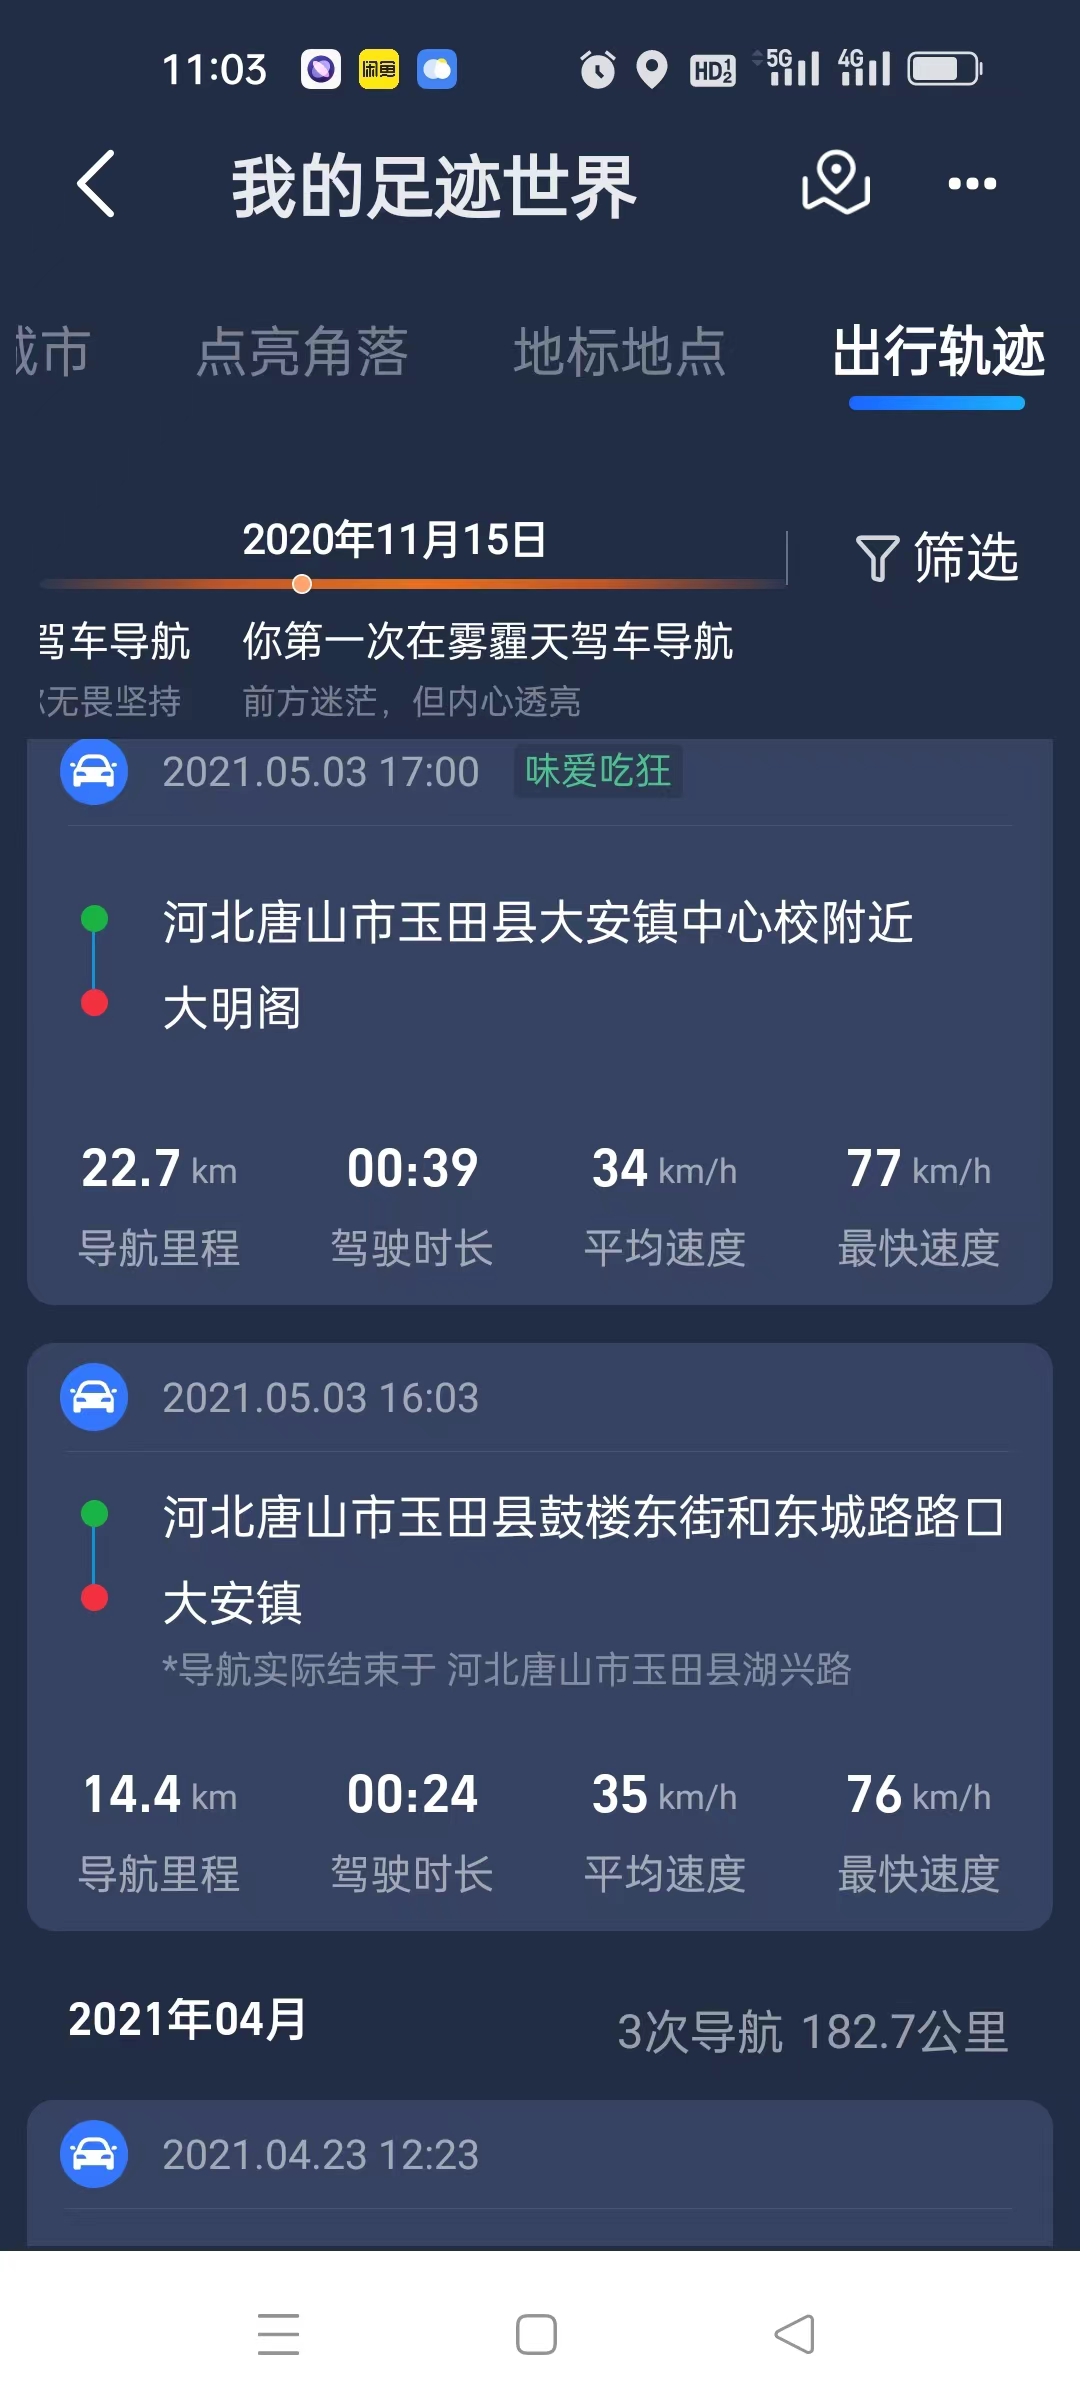 11:03 闲鱼 HD 1 2 5G 4G
我的足迹世界
城市 点亮角落 地标地点 出行轨迹
2020年11月15日
筛选
驾车导航 你第一次在雾霾天驾车导航
无畏坚持 前方迷茫，但内心透亮
2021.05.03 17:00 味爱吃狂
河北唐山市玉田县大安镇中心校附近
大明阁
22.7 km 00:39 34 km/h 77 km/h
导航里程 驾驶时长 平均速度 最快速度
2021.05.03 16:03
河北唐山市玉田县鼓楼东街和东城路路口
大安镇
*导航实际结束于 河北唐山市玉田县湖兴路
14.4 km 00:24 35 km/h 76 km/h
导航里程 驾驶时长 平均速度 最快速度
2021年04月 3次导航 182.7公里
2021.04.23 12:23